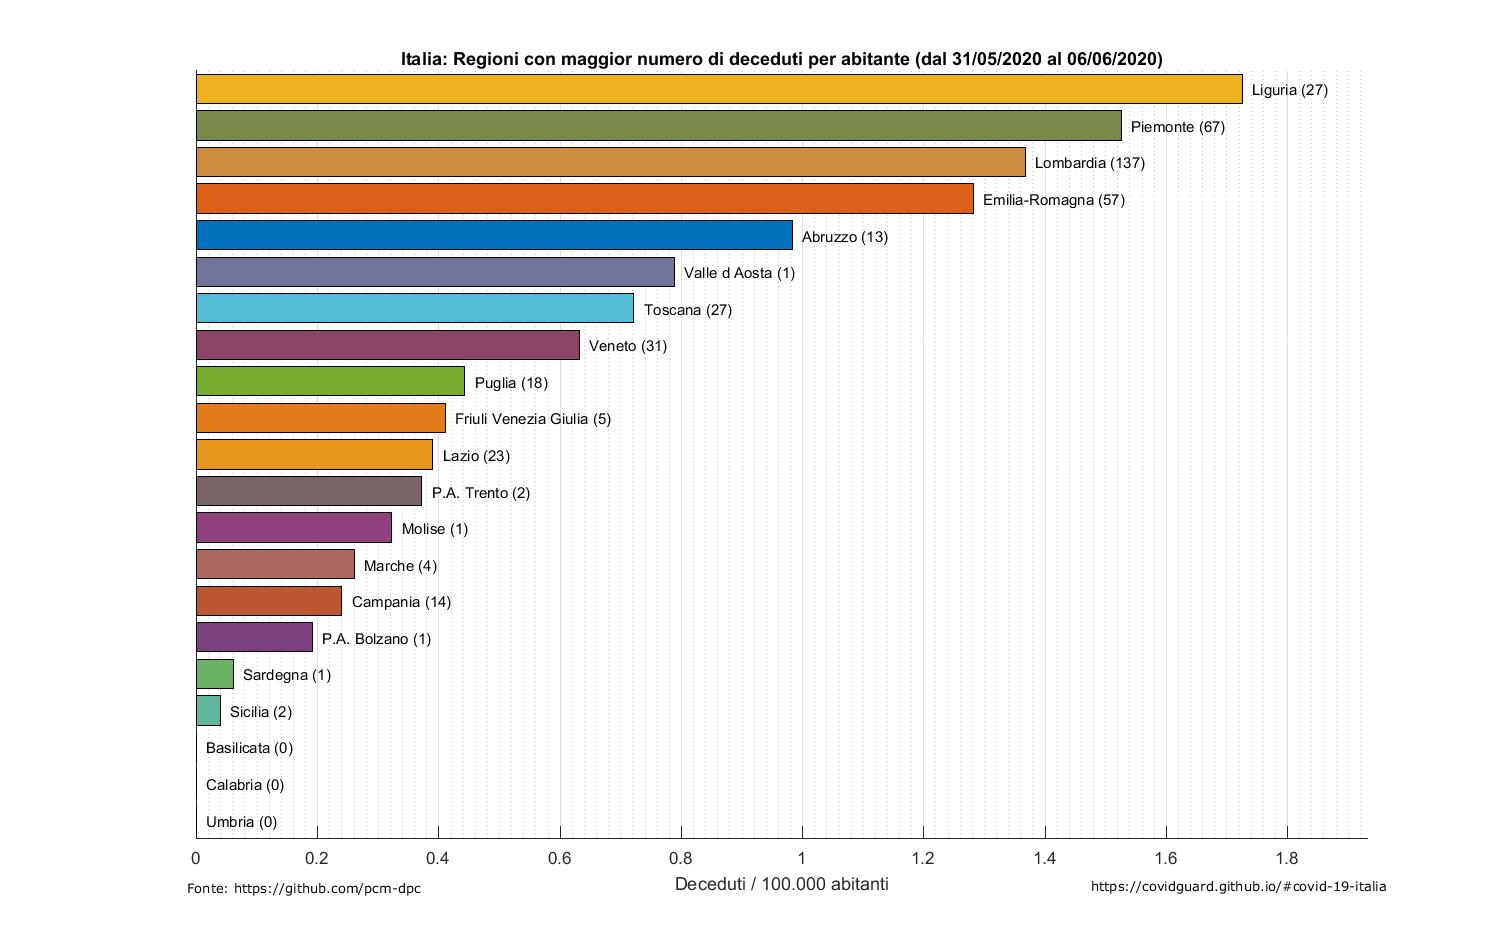 Italia: Regioni con maggior numero di deceduti per abitante (dal 31/05/2020 al 06/06/2020)
Liguria (27)
Piemonte (67)
Lombardia (137)
Emilia-Romagna (57)
Abruzzo (13)
Valle d Aosta (1)
Toscana (27)
Veneto (31)
Puglia (18)
Friuli Venezia Giulia (5)
Lazio (23)
P.A. Trento (2)
Molise (1)
Marche (4)
Campania (14)
P.A. Bolzano (1)
Sardegna (1)
Sicilia (2)
Basilicata (0)
Calabria (0)
Umbria (0)
0 0.2 0.4 0.6 0.8 1 1.2 1.4 1.6 1.8
Deceduti / 100.000 abitanti
Fonte: https://github.com/pcm-dpc
https://covidguard.github.io/#covid-19-italia